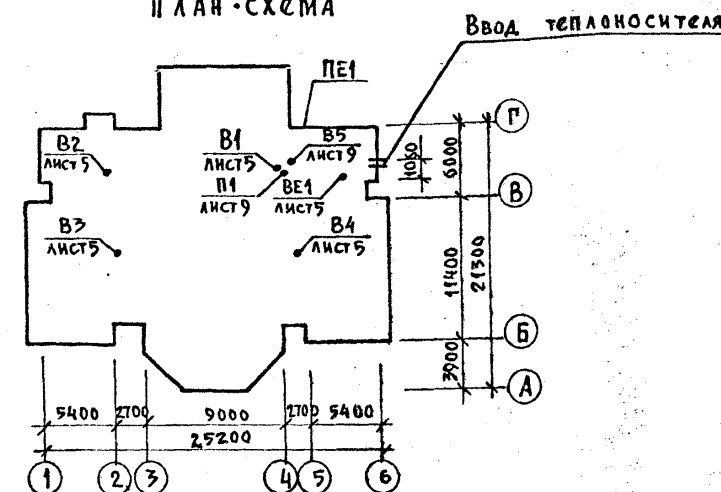 ПЛАН-СХЕМА
Ввод теплоносителя
ПЕ1
В2
лист 5
В1
лист 5
В5
лист 9
П1
лист 9
ВЕ1
лист 5
В3
лист 5
В4
лист 5
Г
В
Б
А
1060
6000
11400
21300
3900
5400 2700 9000 2700 5400
25200
1 2 3 4 5 6